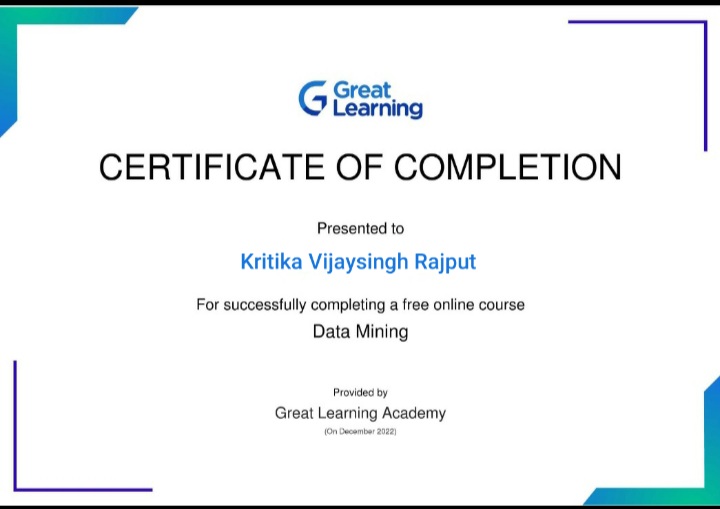 Great
Learning
CERTIFICATE OF COMPLETION
Presented to
Kritika Vijaysingh Rajput
For successfully completing a free online course
Data Mining
Provided by
Great Learning Academy
(On December 2022)